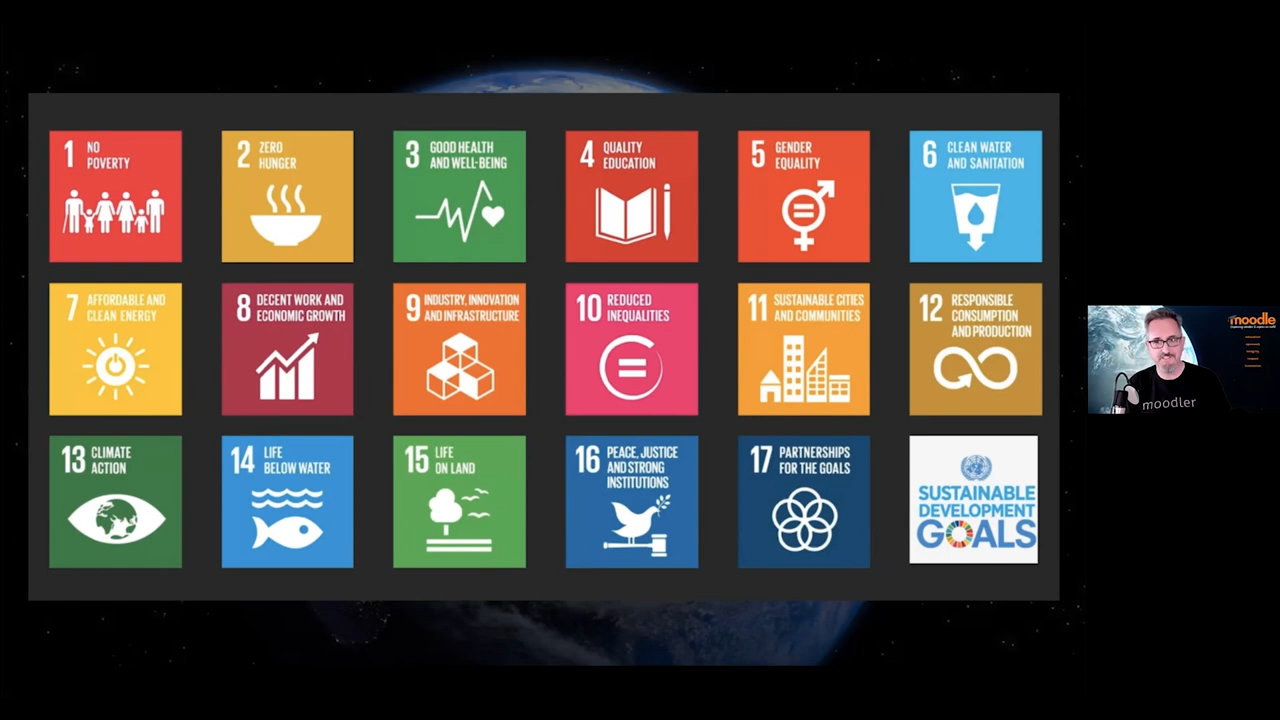 1 NO
POVERTY
2 ZERO
HUNGER
3 GOOD HEALTH
AND WELL-BEING
4 QUALITY
EDUCATION
5 GENDER
EQUALITY
6 CLEAN WATER
AND SANITATION
7 AFFORDABLE AND
CLEAN ENERGY
8 DECENT WORK AND
ECONOMIC GROWTH
9 INDUSTRY, INNOVATION
AND INFRASTRUCTURE
10 REDUCED
INEQUALITIES
11 SUSTAINABLE CITIES
AND COMMUNITIES
12 RESPONSIBLE
CONSUMPTION
AND PRODUCTION
13 CLIMATE
ACTION
14 LIFE
BELOW WATER
15 LIFE
ON LAND
16 PEACE, JUSTICE
AND STRONG
INSTITUTIONS
17 PARTNERSHIPS
FOR THE GOALS
SUSTAINABLE
DEVELOPMENT
GOALS
moodle
moodler